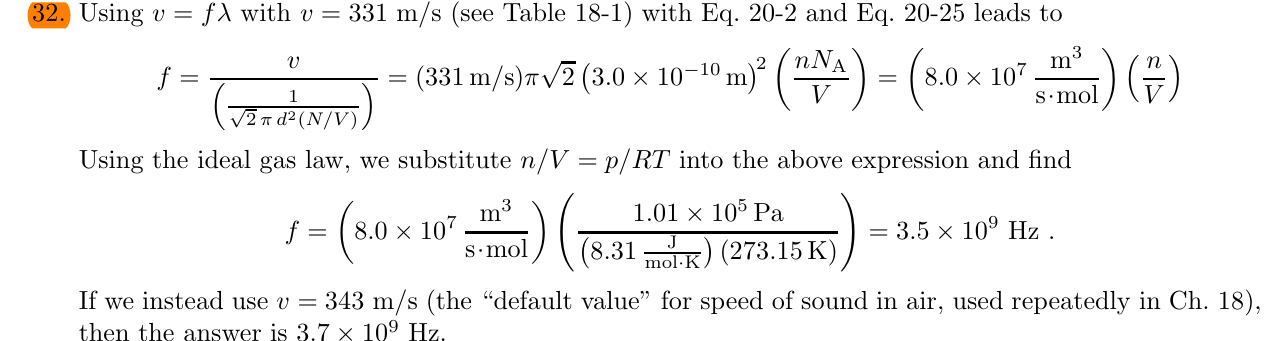 32. Using v = fλ with v = 331 m/s (see Table 18-1) with Eq. 20-2 and Eq. 20-25 leads to
f = v / (1 / (√2 π d²(N/V))) = (331 m/s)π√2 (3.0 × 10⁻¹⁰ m)² (nN_A / V) = (8.0 × 10⁷ m³ / s·mol) (n / V)
Using the ideal gas law, we substitute n/V = p/RT into the above expression and find
f = (8.0 × 10⁷ m³ / s·mol) (1.01 × 10⁵ Pa / (8.31 J / mol·K) (273.15 K)) = 3.5 × 10⁹ Hz .
If we instead use v = 343 m/s (the “default value” for speed of sound in air, used repeatedly in Ch. 18),
then the answer is 3.7 × 10⁹ Hz.